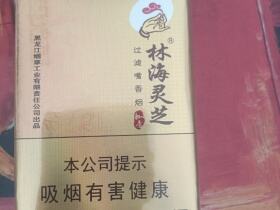 林海灵芝®
过滤嘴香烟
黑龙江烟草工业有限责任公司出品
本公司提示
吸烟有害健康